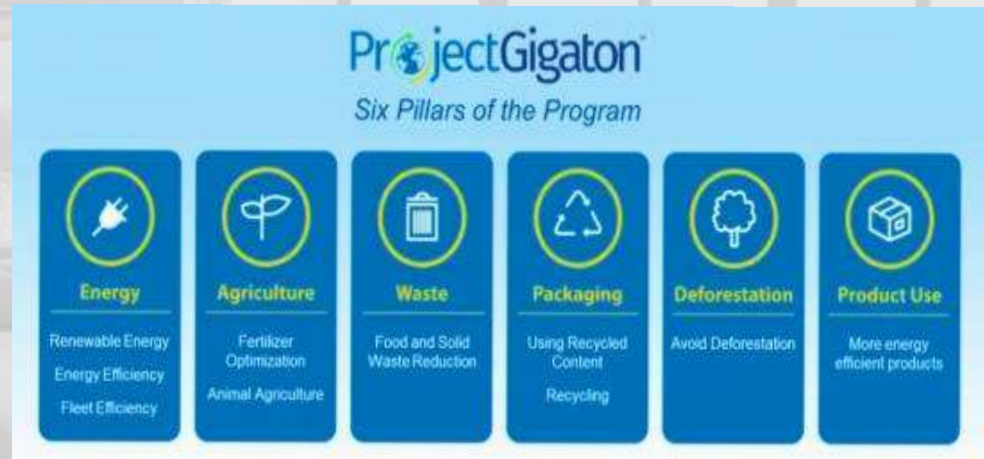 ProjectGigaton™
Six Pillars of the Program
Energy
Renewable Energy
Energy Efficiency
Fleet Efficiency
Agriculture
Fertilizer
Optimization
Animal Agriculture
Waste
Food and Solid
Waste Reduction
Packaging
Using Recycled
Content
Recycling
Deforestation
Avoid Deforestation
Product Use
More energy
efficient products